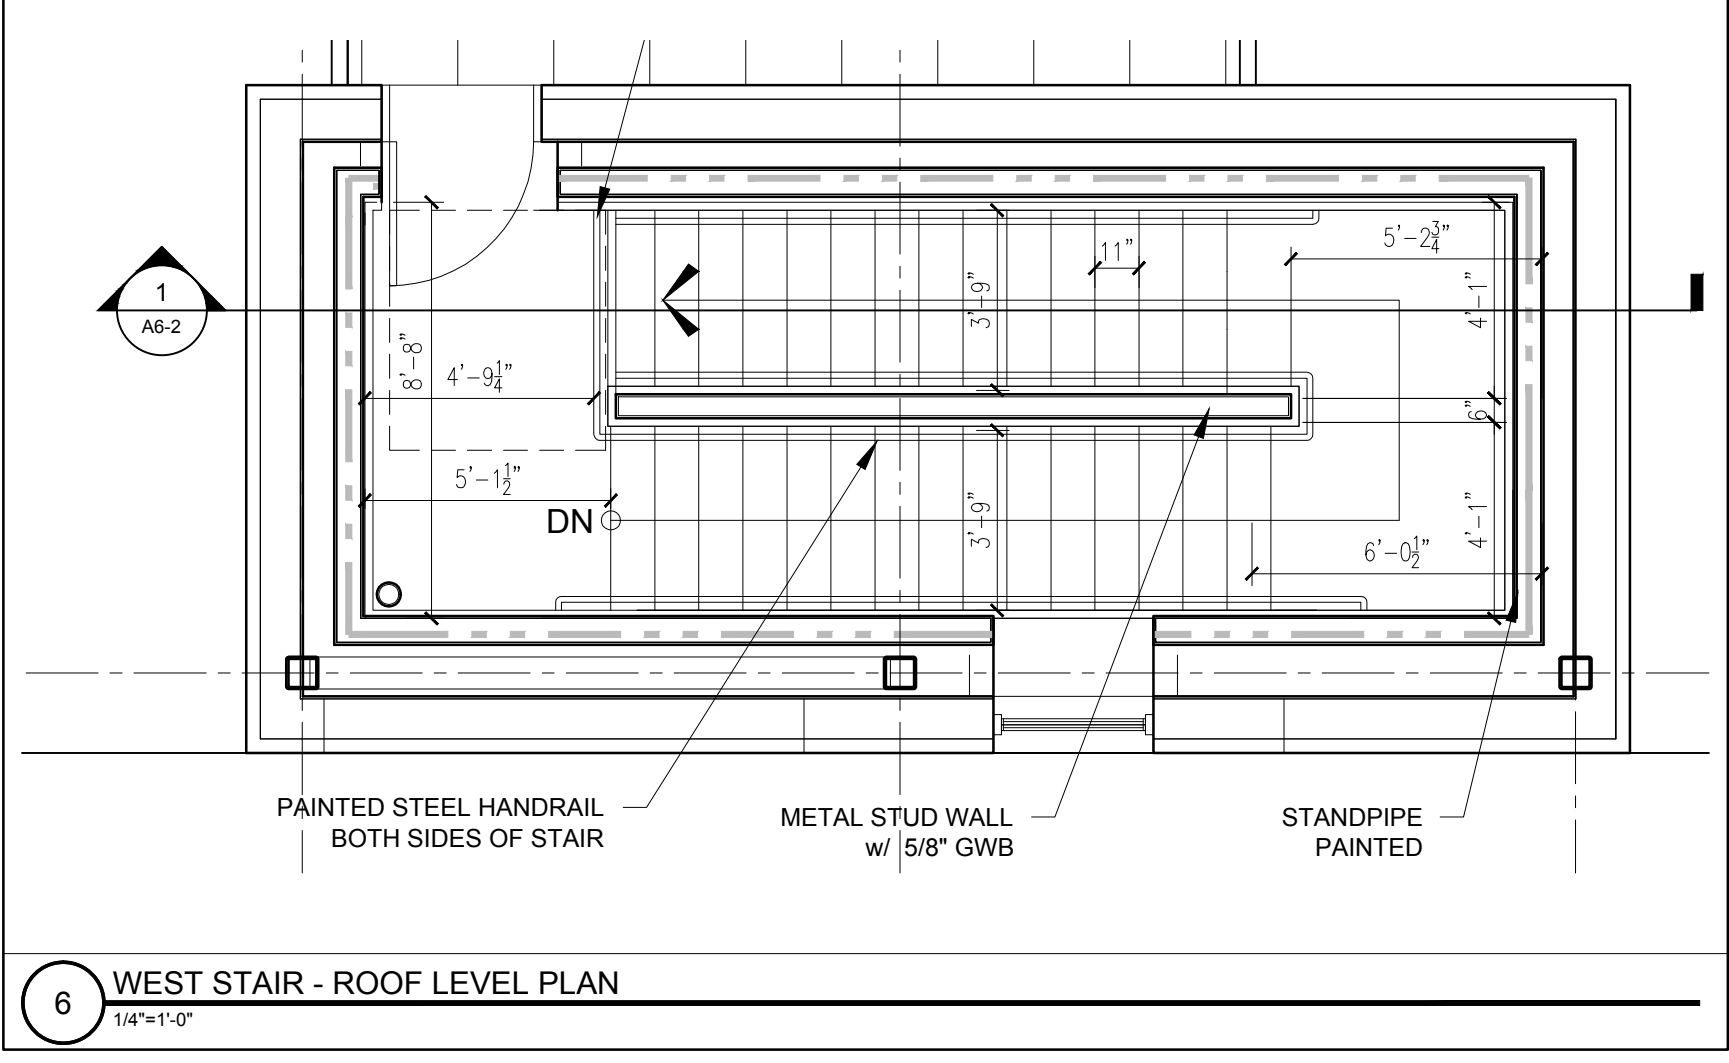 5'-2¾"
11"
1
A6-2
3'-9"
4'-1"
8'-8"
4'-9¼"
6"
5'-1½"
DN
3'-9"
4'-1"
6'-0½"
PAINTED STEEL HANDRAIL
BOTH SIDES OF STAIR
METAL STUD WALL
w/ 5/8" GWB
STANDPIPE
PAINTED
6
WEST STAIR - ROOF LEVEL PLAN
1/4"=1'-0"